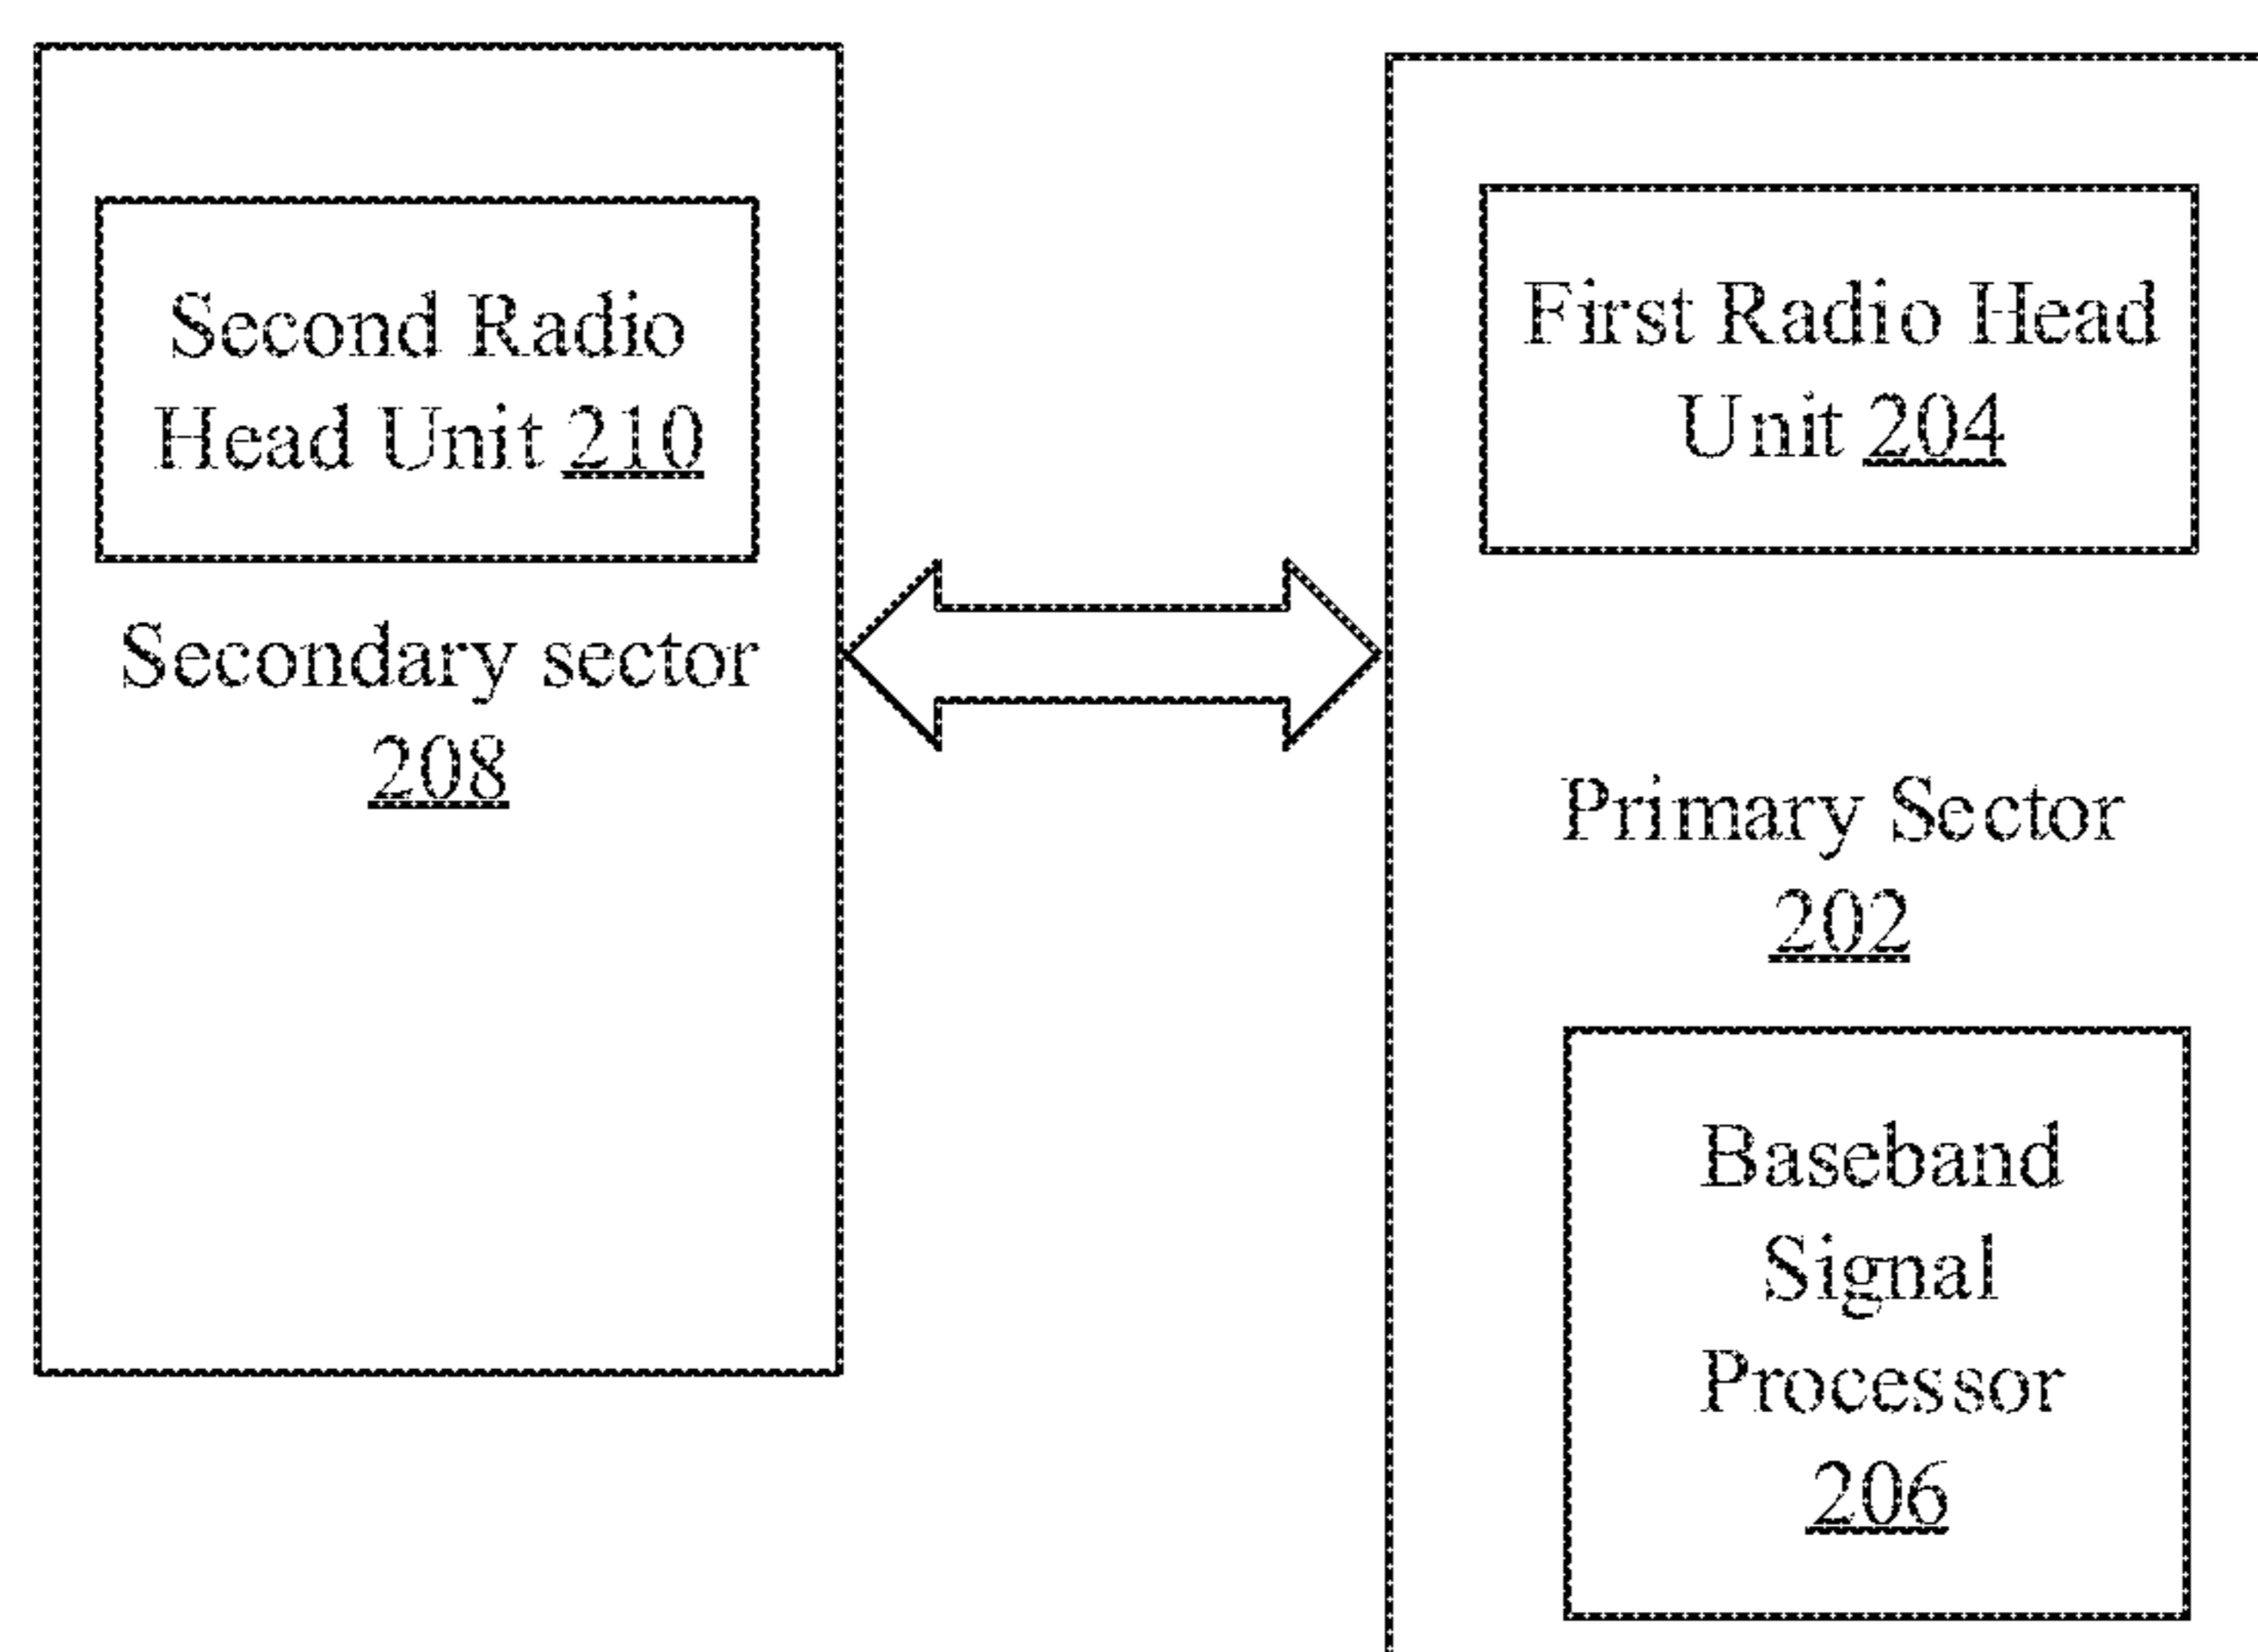 Second Radio
Head Unit 210
Secondary sector
208
First Radio Head
Unit 204
Primary Sector
202
Baseband
Signal
Processor
206